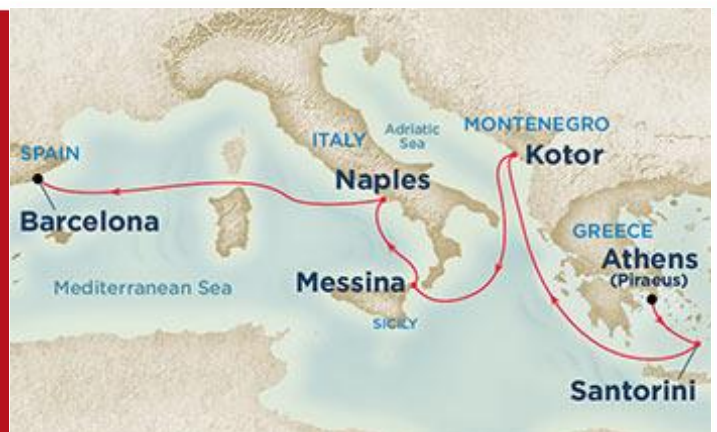 Adriatic
Sea
MONTENEGRO
ITALY
SPAIN
Kotor
Naples
Barcelona
GREECE
Athens
(Piraeus)
Messina
Mediterranean Sea
SICILY
Santorini